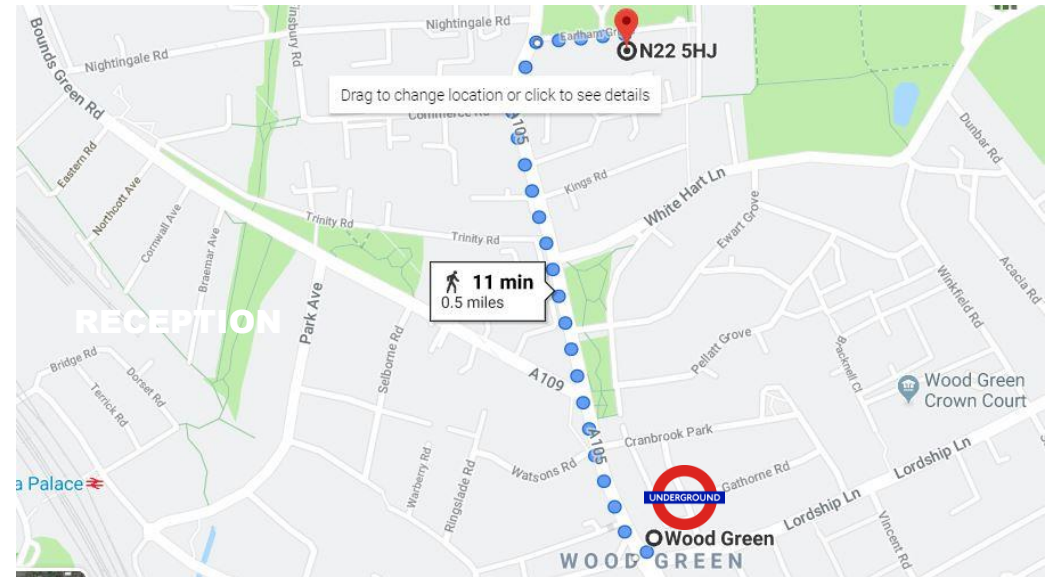 Nightingale Rd
Bounds Green Rd
Nightingale Rd
Earlham
N22 5HJ
Drag to change location or click to see details
Commerce Rd
A105
Dunbar Rd
Eastern Rd
Northcott Ave
Cornwall Ave
Braemar Ave
Kings Rd
White Hart Ln
Ewart Grove
Trinity Rd
Trinity Rd
Acacia Rd
Winkfield Rd
11 min
0.5 miles
RECEPTION
Park Ave
Selborne Rd
Pellatt Grove
Packnell Ct
Bridge Rd
Dorset Rd
Terrick Rd
A109
Wood Green
Crown Court
A105
Cranbrook Park
Lordship Ln
Watsons Rd
Warberry Rd
Ringslade Rd
Gathorne Rd
a Palace
UNDERGROUND
Lordship Ln
Vincent Rd
Wood Green
WOOD GREEN